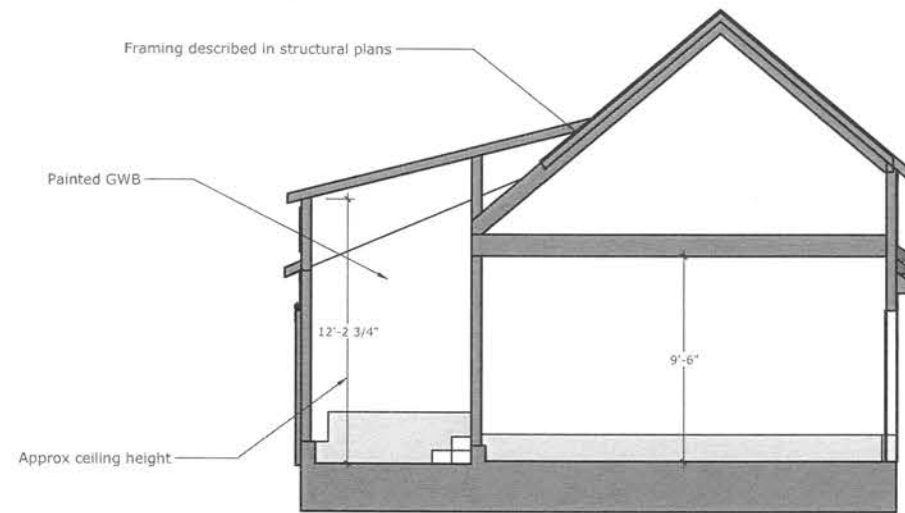 Framing described in structural plans
Painted GWB
12'-2 3/4"
9'-6"
Approx ceiling height